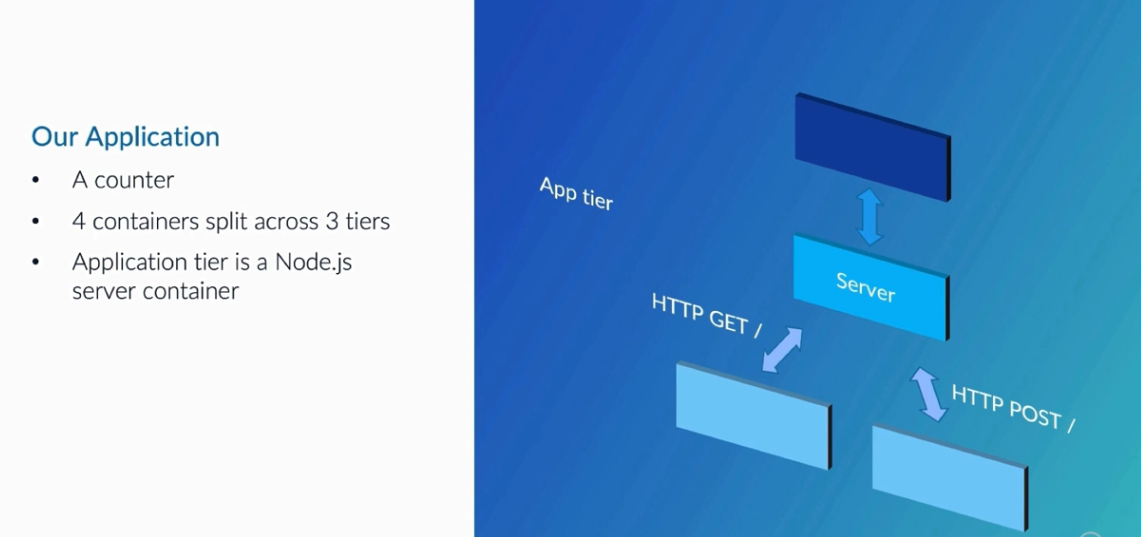 Our Application
• A counter
• 4 containers split across 3 tiers
• Application tier is a Node.js
server container
App tier
Server
HTTP GET /
HTTP POST /